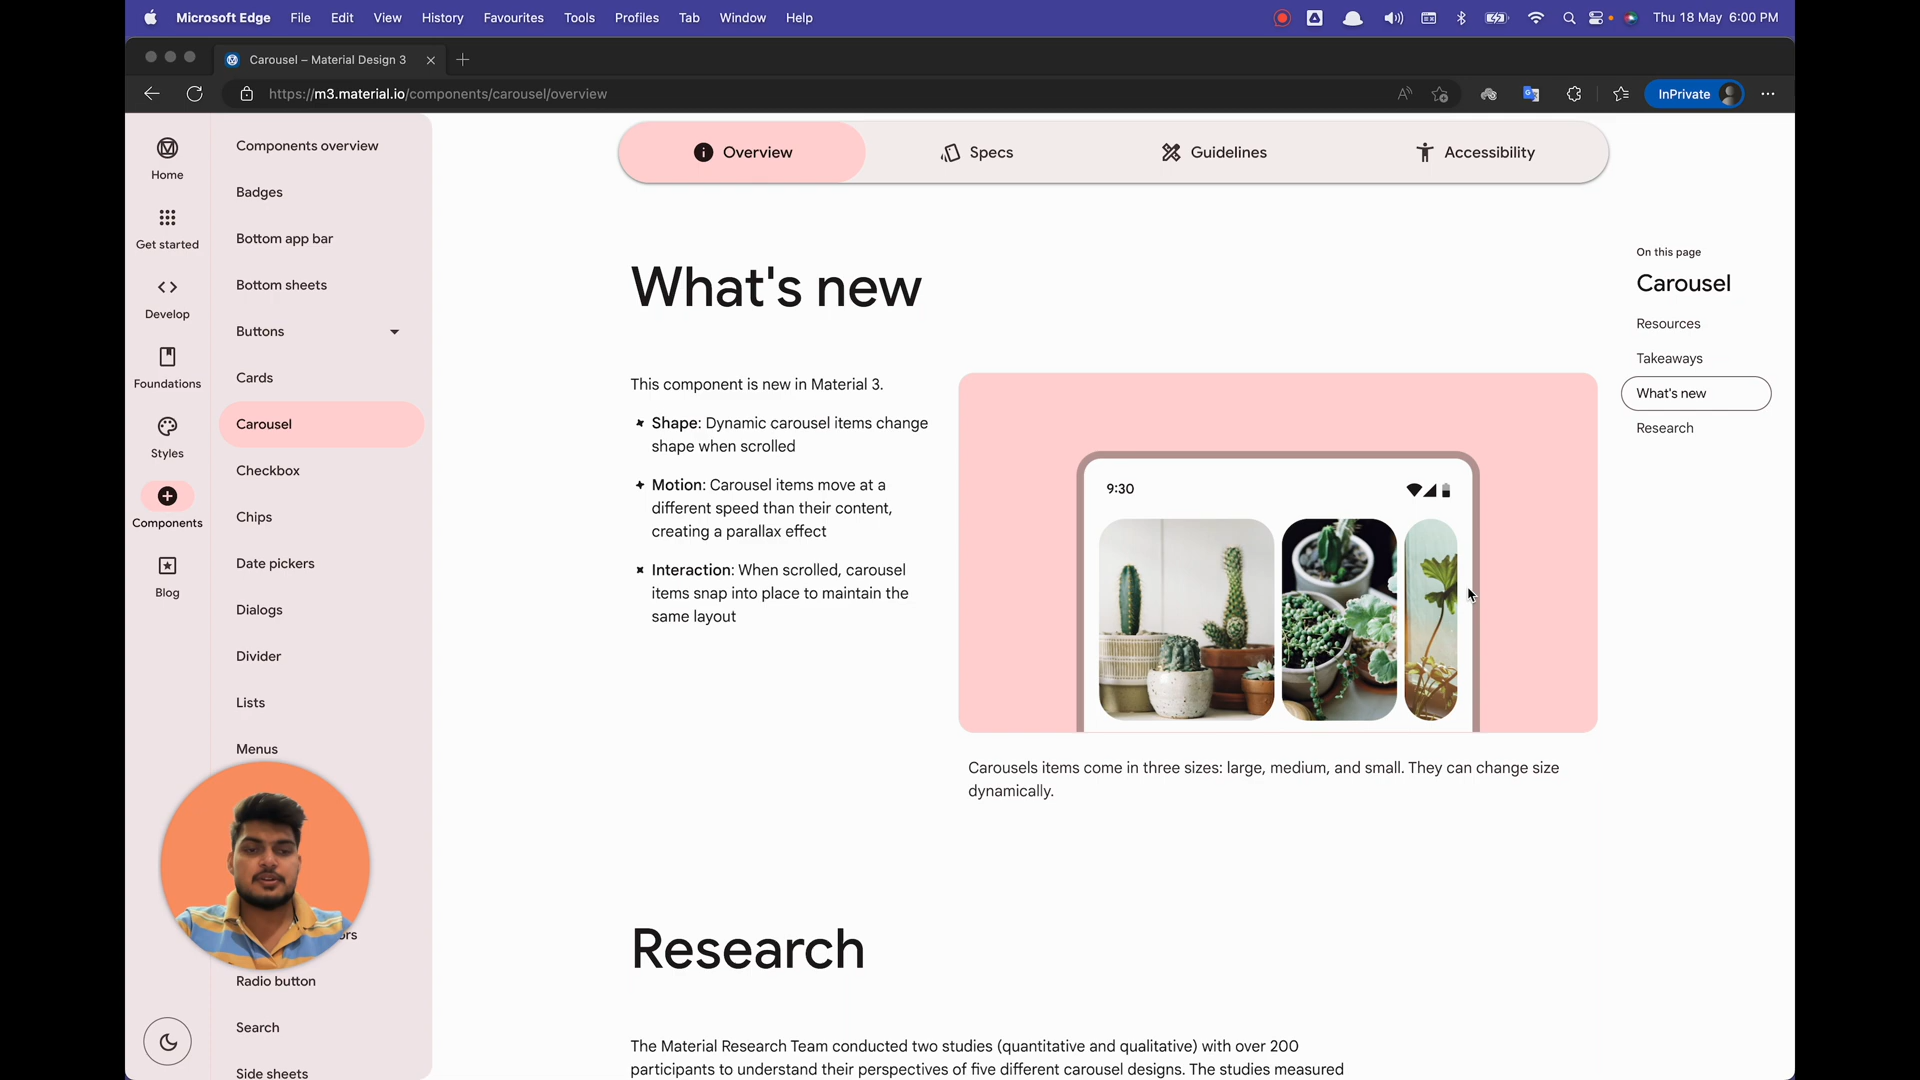 Microsoft Edge File Edit View History Favourites Tools Profiles Tab Window Help Thu 18 May 6:00 PM
Carousel – Material Design 3
https://m3.material.io/components/carousel/overview InPrivate
Home
Get started
Develop
Foundations
Styles
Components
Blog
Components overview
Badges
Bottom app bar
Bottom sheets
Buttons
Cards
Carousel
Checkbox
Chips
Date pickers
Dialogs
Divider
Lists
Menus
Radio button
Search
Side sheets
Overview Specs Guidelines Accessibility
What's new
This component is new in Material 3.
Shape: Dynamic carousel items change
shape when scrolled
Motion: Carousel items move at a
different speed than their content,
creating a parallax effect
Interaction: When scrolled, carousel
items snap into place to maintain the
same layout
9:30
Carousels items come in three sizes: large, medium, and small. They can change size
dynamically.
Research
The Material Research Team conducted two studies (quantitative and qualitative) with over 200
participants to understand their perspectives of five different carousel designs. The studies measured
On this page
Carousel
Resources
Takeaways
What's new
Research